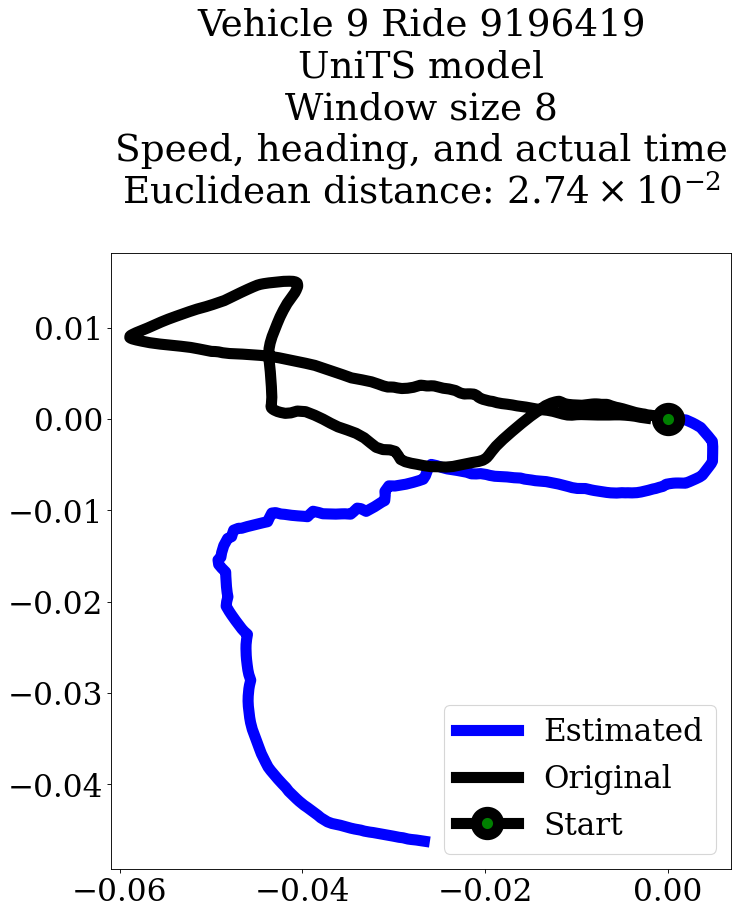 Vehicle 9 Ride 9196419
UniTS model
Window size 8
Speed, heading, and actual time
Euclidean distance: 2.74 × 10⁻²
0.01
0.00
−0.01
−0.02
−0.03
−0.04
Estimated
Original
Start
−0.06
−0.04
−0.02
0.00